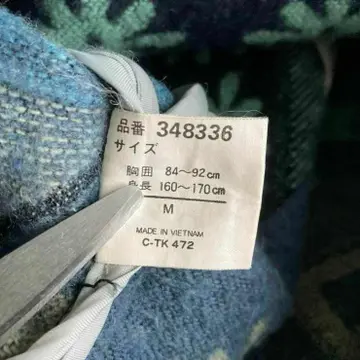 品番 348336
サイズ
胸囲 84～92cm
身長 160～170cm
M
MADE IN VIETNAM
C-TK 472